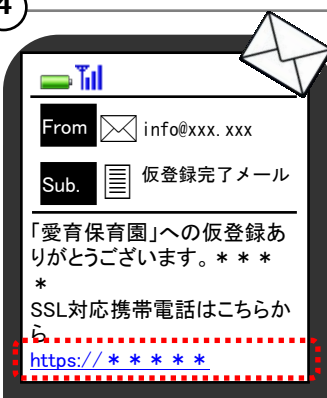 4
From info@xxx.xxx
Sub. 仮登録完了メール
「愛育保育園」への仮登録あ
りがとうございます。＊＊＊
＊
SSL対応携帯電話はこちらか
ら
https://＊＊＊＊＊